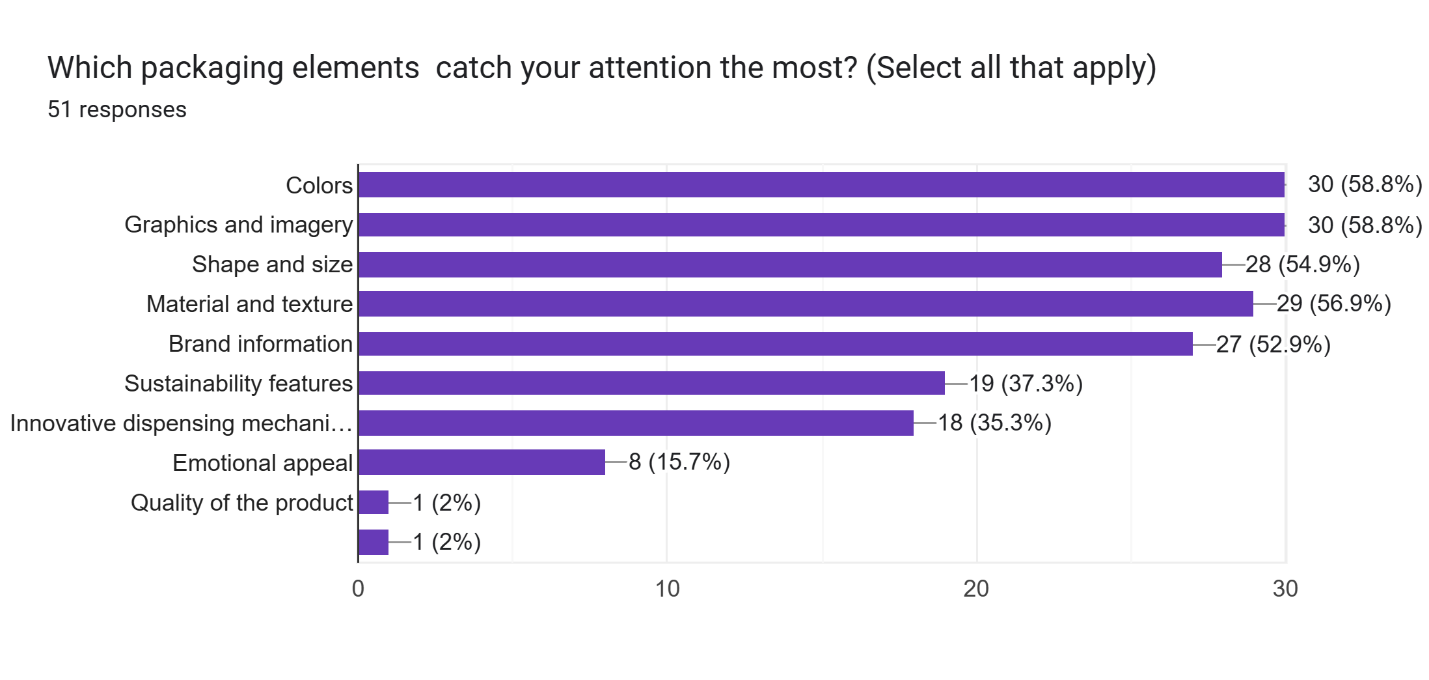 Which packaging elements  catch your attention the most? (Select all that apply)
51 responses
Colors 30 (58.8%)
Graphics and imagery 30 (58.8%)
Shape and size 28 (54.9%)
Material and texture 29 (56.9%)
Brand information 27 (52.9%)
Sustainability features 19 (37.3%)
Innovative dispensing mechani… 18 (35.3%)
Emotional appeal 8 (15.7%)
Quality of the product 1 (2%)
1 (2%)
0 10 20 30